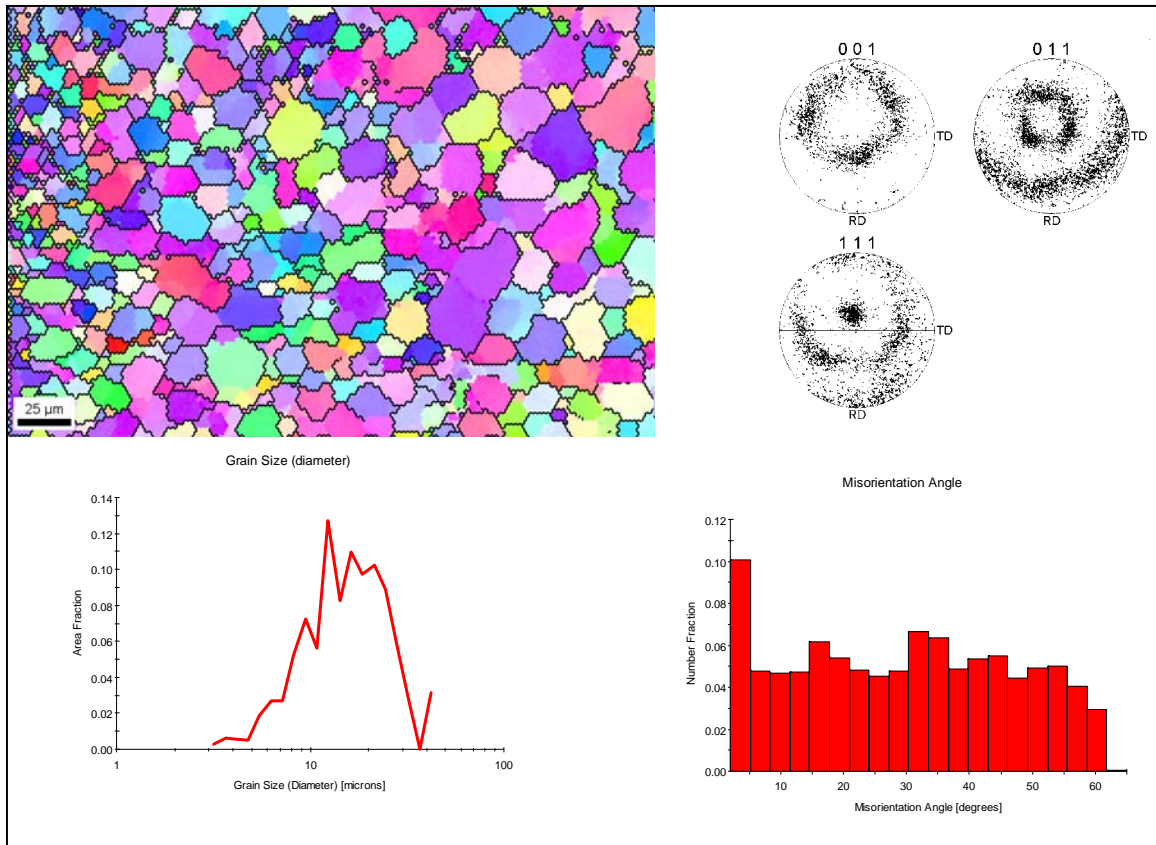 0 0 1
0 1 1
TD
TD
RD
RD
1 1 1
TD
RD
25 µm
Grain Size (diameter)
0.14
0.12
0.10
0.08
0.06
0.04
0.02
0.00
Area Fraction
1
10
100
Grain Size (Diameter) [microns]
Misorientation Angle
0.12
0.10
0.08
0.06
0.04
0.02
0.00
Number Fraction
10
20
30
40
50
60
Misorientation Angle [degrees]